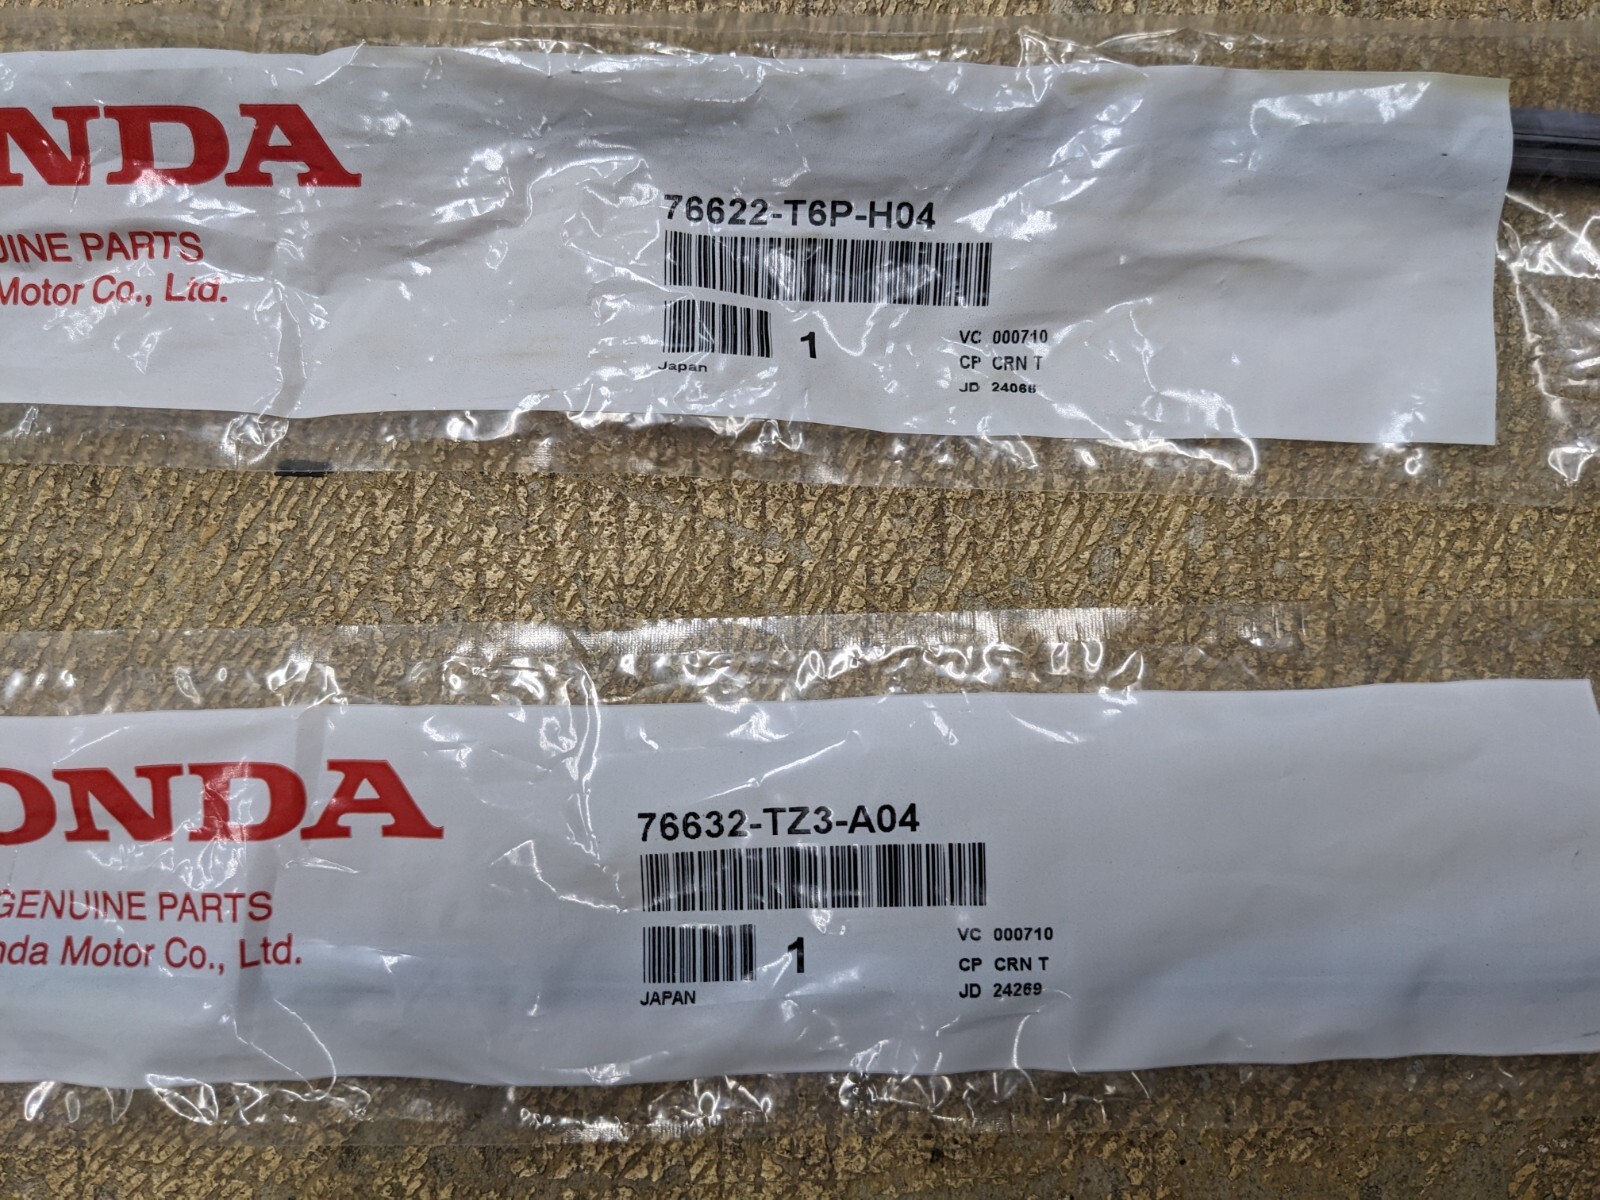 NDA
UINE PARTS
Motor Co., Ltd.
76622-T6P-H04
1
Japan
VC 000710
CP CRN T
JD 24066
ONDA
GENUINE PARTS
nda Motor Co., Ltd.
76632-TZ3-A04
1
JAPAN
VC 000710
CP CRN T
JD 24269